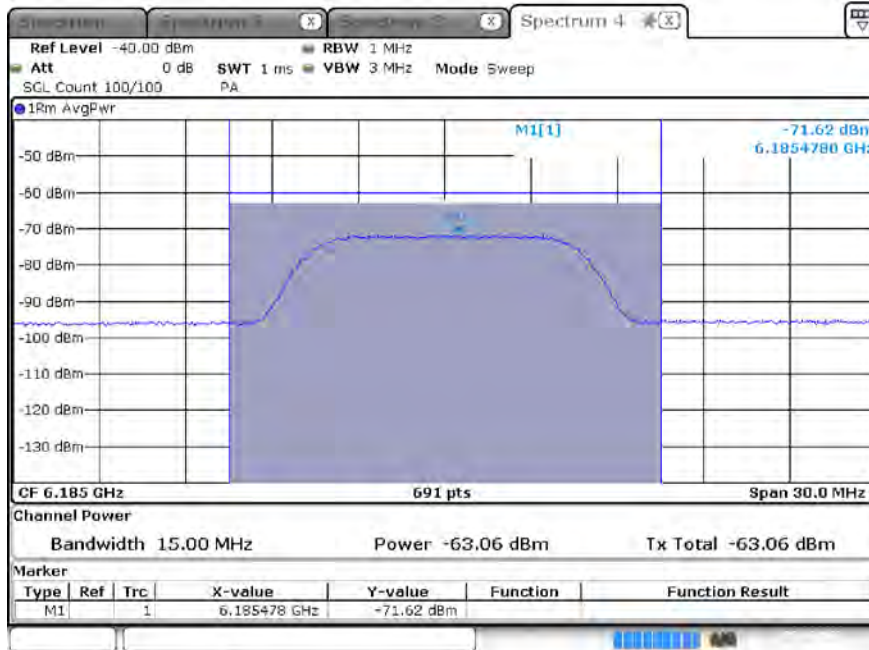 Spectrum 4
Ref Level -40.00 dBm RBW 1 MHz
Att 0 dB SWT 1 ms VBW 3 MHz Mode Sweep
SGL Count 100/100 PA
1Rm AvgPwr
M1[1] -71.62 dBm
6.1854780 GHz
-50 dBm
-60 dBm
-70 dBm
-80 dBm
-90 dBm
-100 dBm
-110 dBm
-120 dBm
-130 dBm
CF 6.185 GHz 691 pts Span 30.0 MHz
Channel Power
Bandwidth 15.00 MHz Power -63.06 dBm Tx Total -63.06 dBm
Marker
Type Ref Trc X-value Y-value Function Function Result
M1 1 6.185478 GHz -71.62 dBm